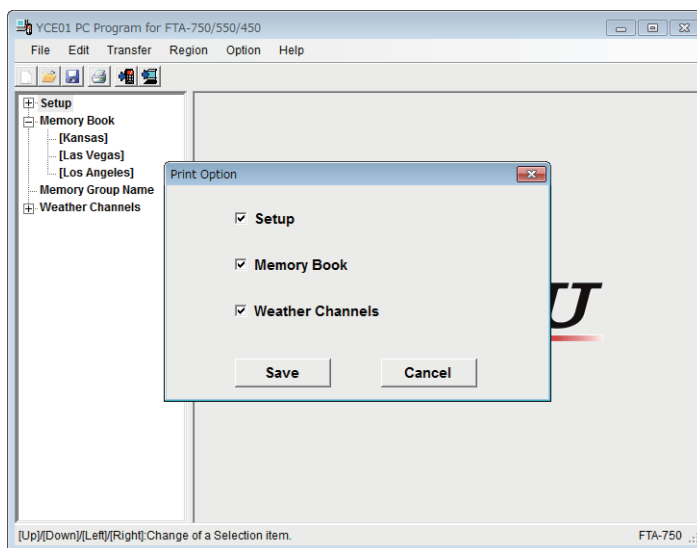 YCE01 PC Program for FTA-750/550/450
File Edit Transfer Region Option Help
Setup
Memory Book
[Kansas]
[Las Vegas]
[Los Angeles]
Memory Group Name
Weather Channels
Print Option
Setup
Memory Book
Weather Channels
Save Cancel
U
[Up]/[Down]/[Left]/[Right]:Change of a Selection item. FTA-750